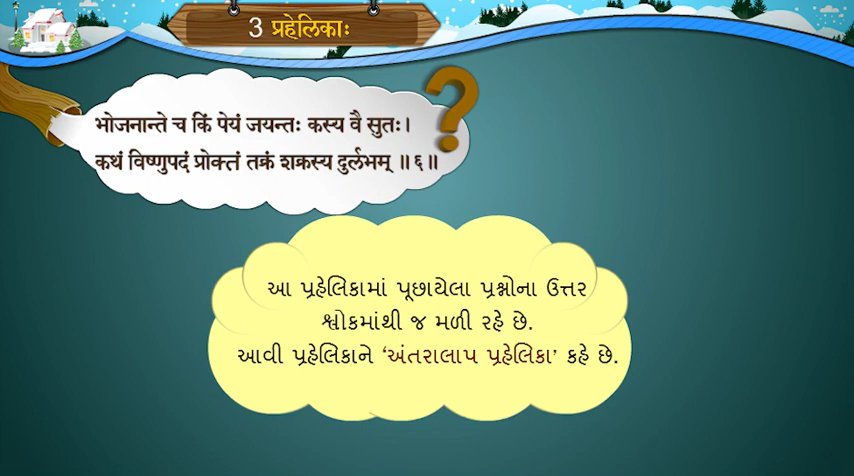 3 प्रहेलिकाः
भोजनान्ते च किं पेयं जयन्तः कस्य वै सुतः।
कथं विष्णुपदं प्रोक्तं तक्रं शक्रस्य दुर्लभम् ॥६॥
આ પ્રહેલિકામાં પૂછાયેલા પ્રશ્નોના ઉત્તર
શ્લોકમાંથી જ મળી રહે છે.
આવી પ્રહેલિકાને ‘અંતરાલાપ પ્રહેલિકા’ કહે છે.